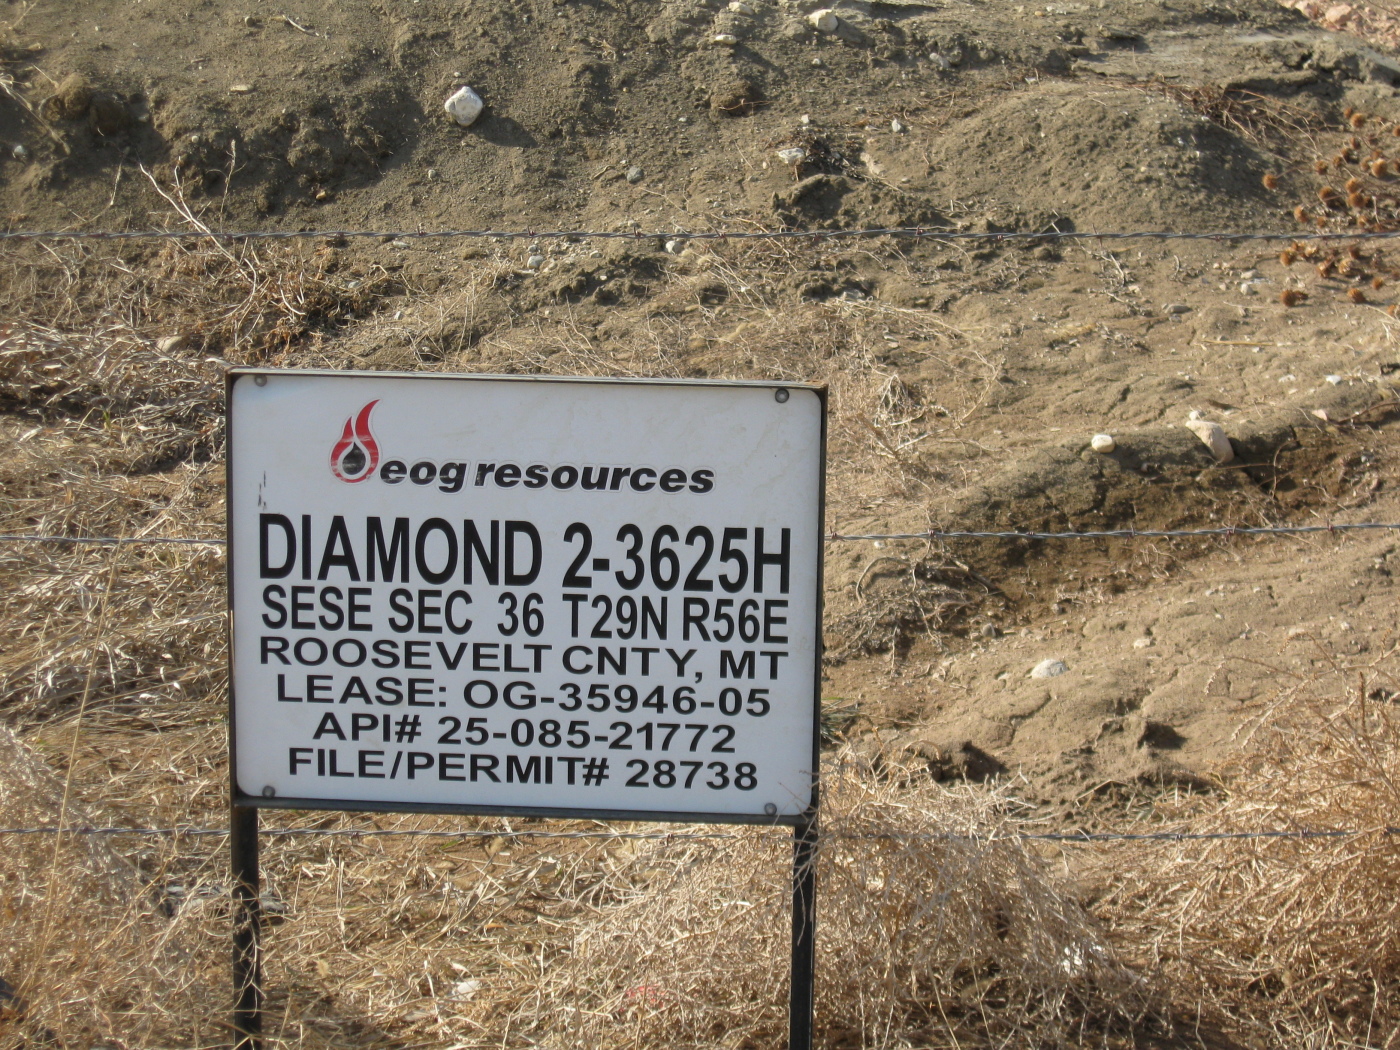 eog resources
DIAMOND 2-3625H
SESE SEC 36 T29N R56E
ROOSEVELT CNTY, MT
LEASE: OG-35946-05
API# 25-085-21772
FILE/PERMIT# 28738